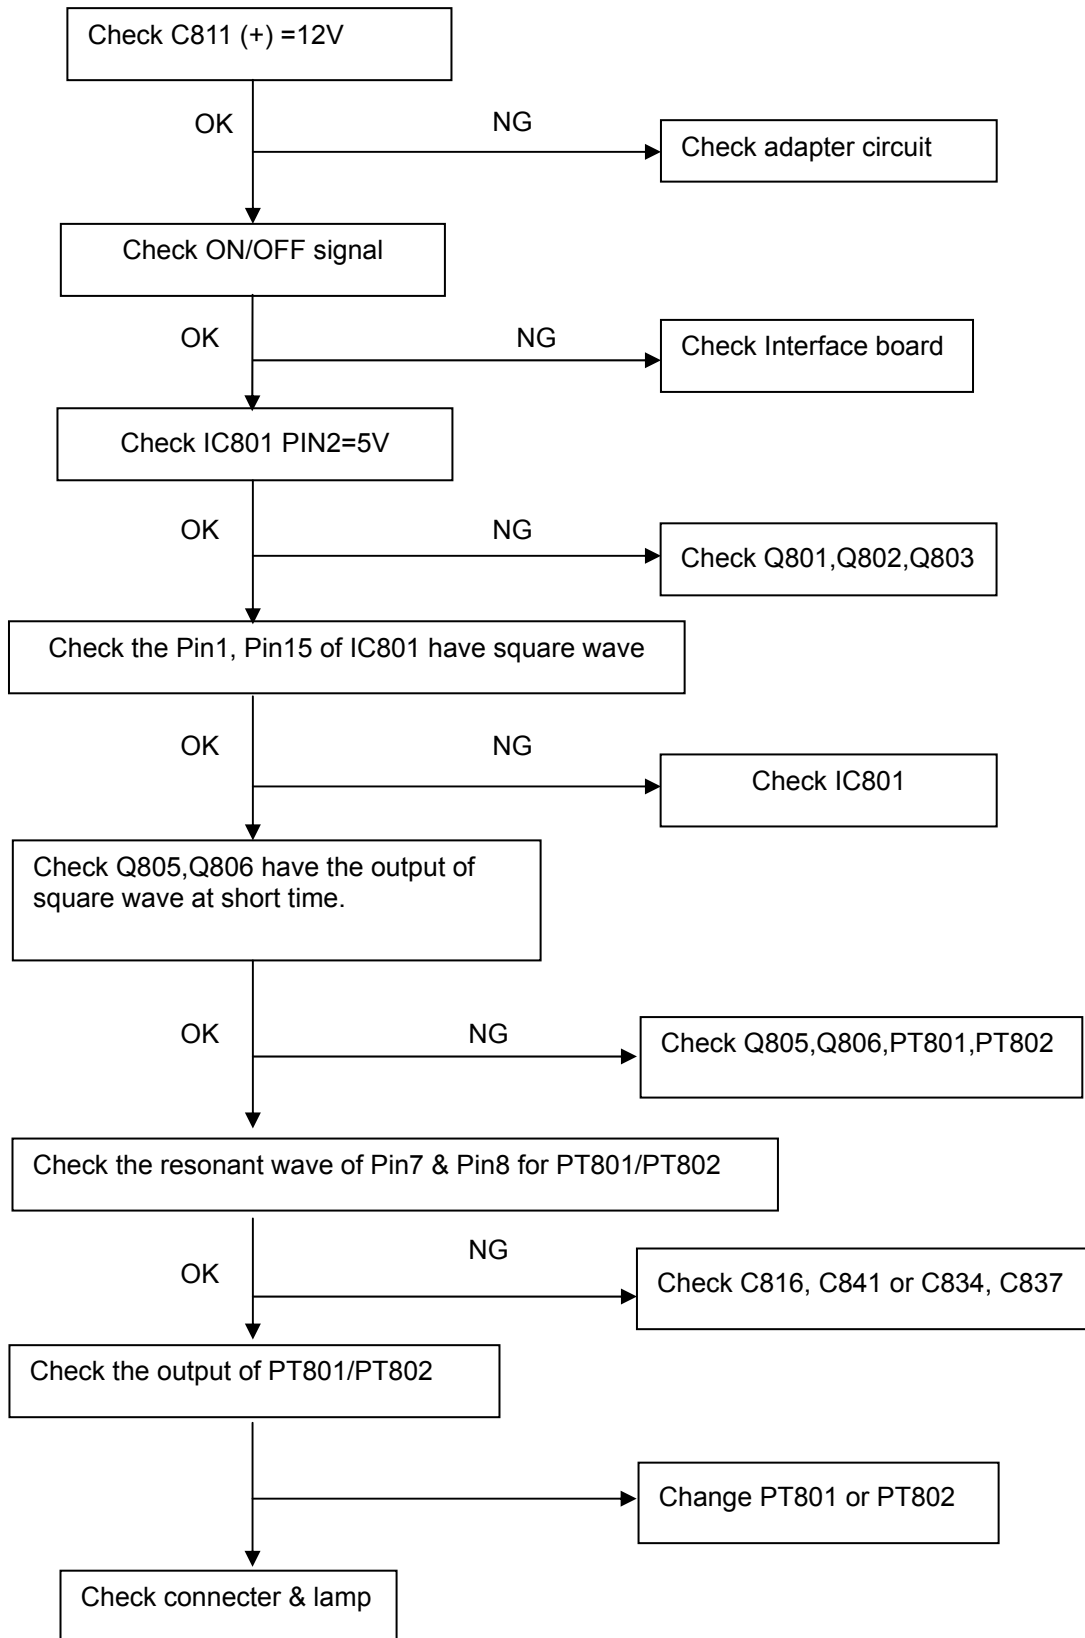 Check C811 (+) =12V
OK
NG
Check adapter circuit
Check ON/OFF signal
OK
NG
Check Interface board
Check IC801 PIN2=5V
OK
NG
Check Q801,Q802,Q803
Check the Pin1, Pin15 of IC801 have square wave
OK
NG
Check IC801
Check Q805,Q806 have the output of
square wave at short time.
OK
NG
Check Q805,Q806,PT801,PT802
Check the resonant wave of Pin7 & Pin8 for PT801/PT802
NG
OK
Check C816, C841 or C834, C837
Check the output of PT801/PT802
Change PT801 or PT802
Check connecter & lamp